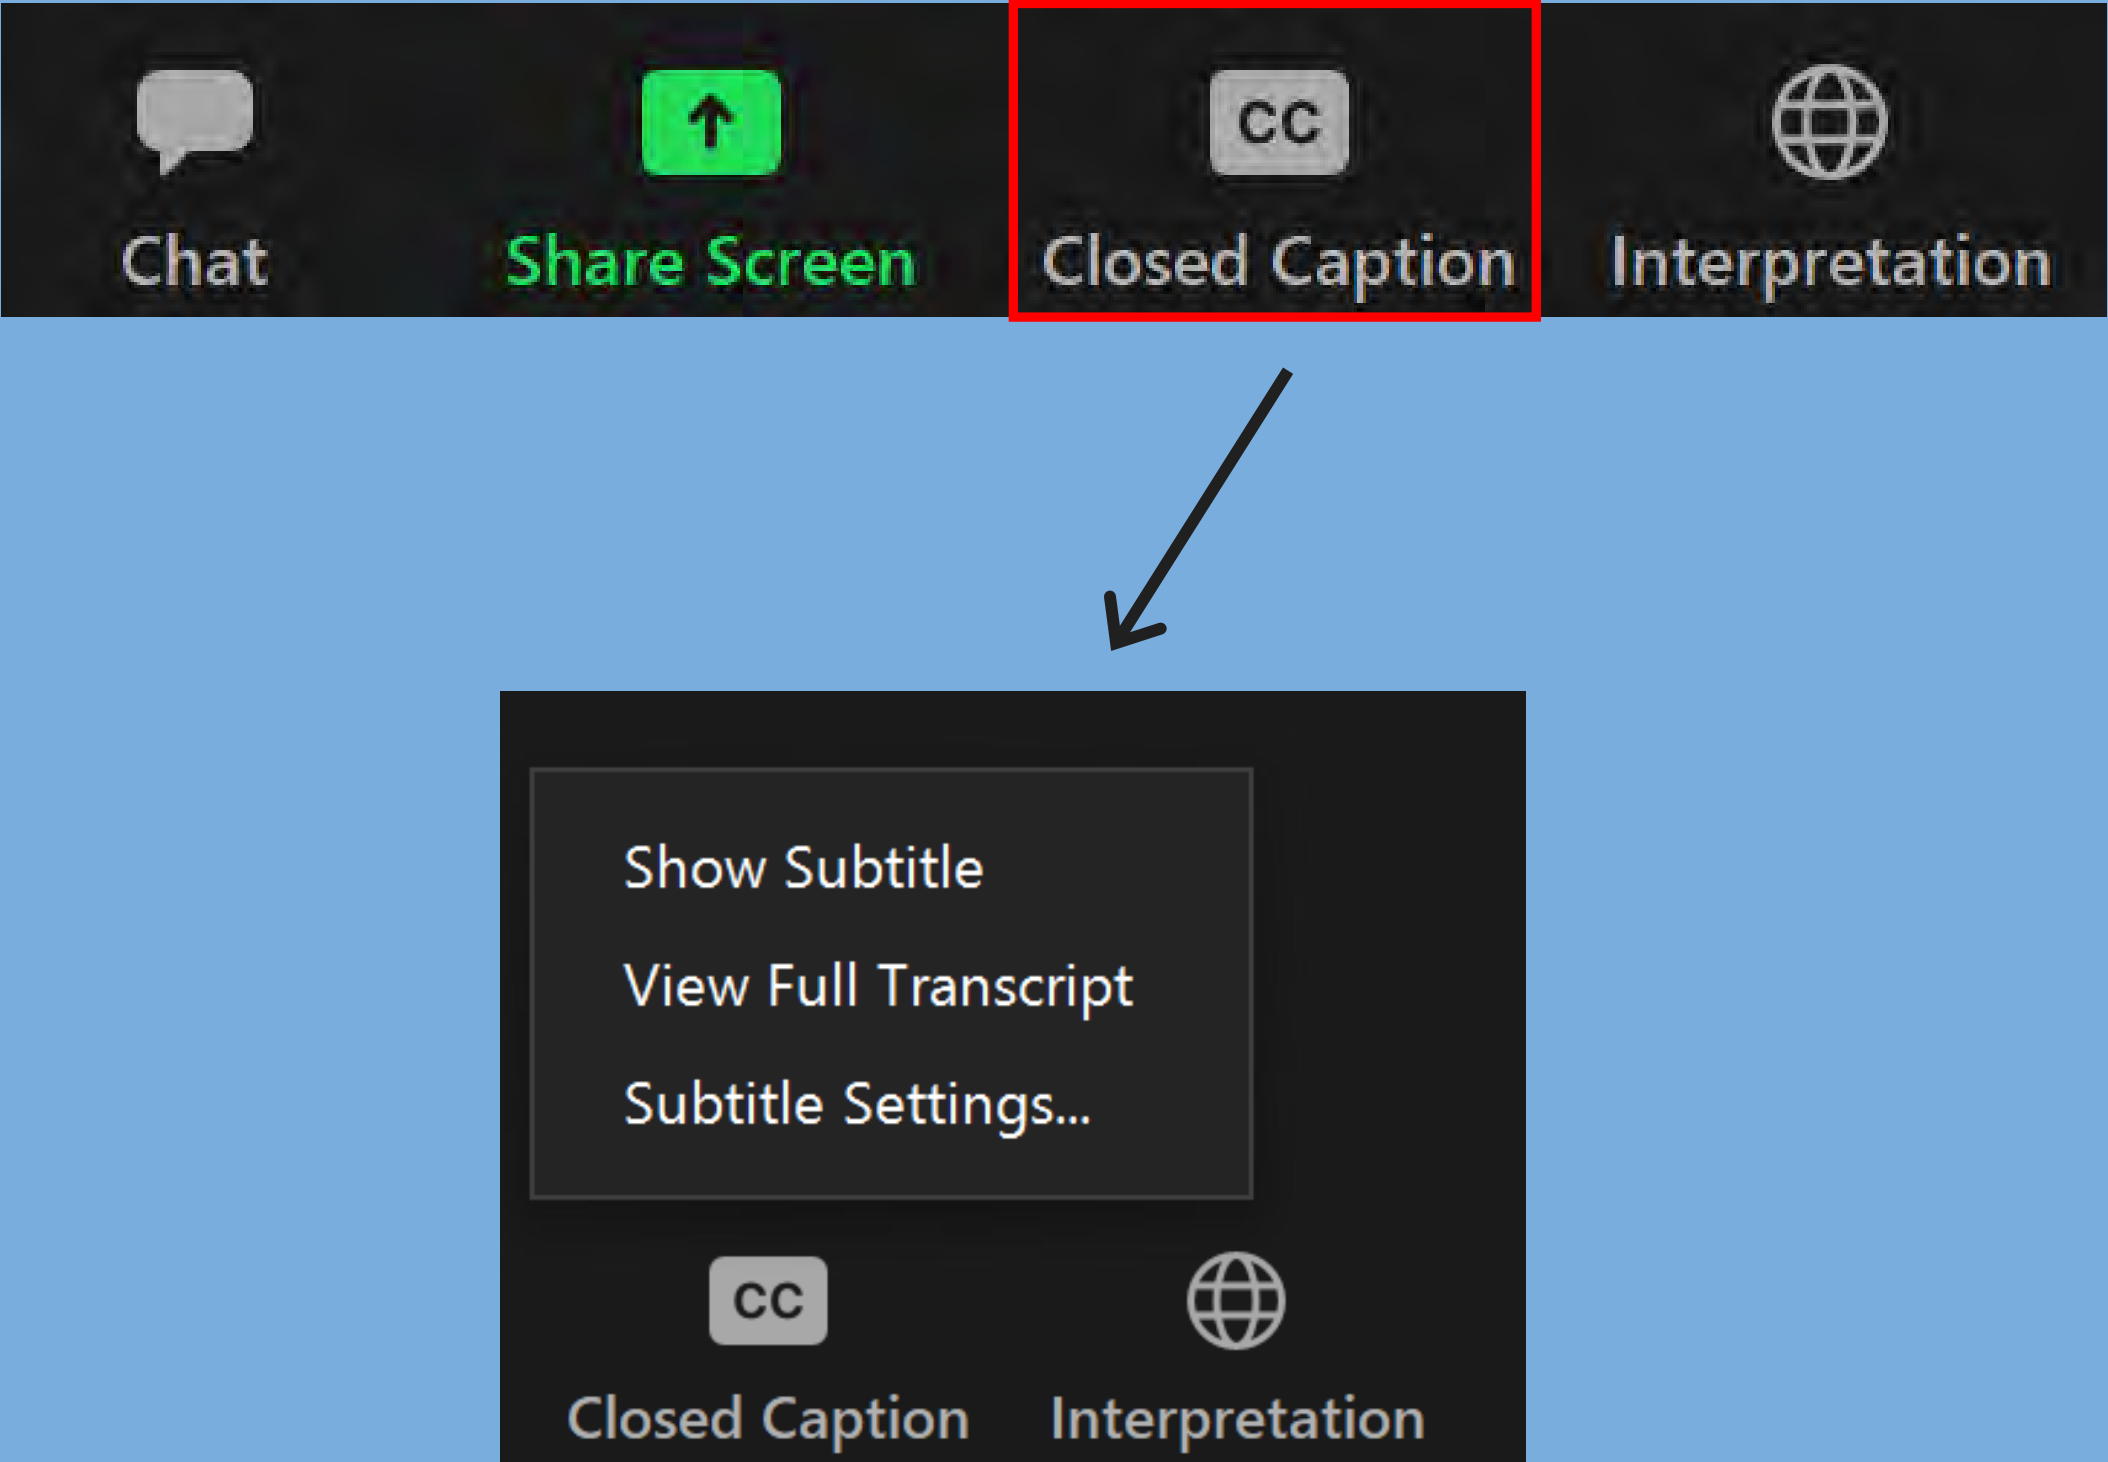 CC
Chat Share Screen Closed Caption Interpretation
Show Subtitle
View Full Transcript
Subtitle Settings...
CC
Closed Caption Interpretation